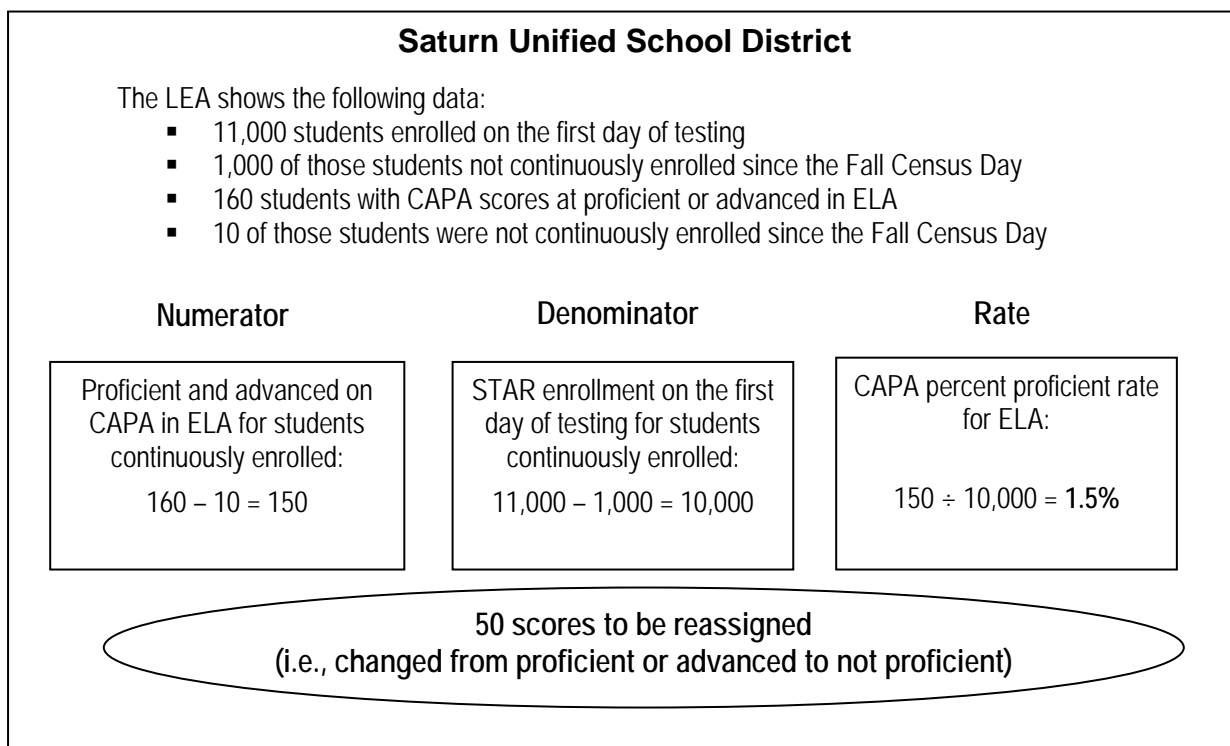 Saturn Unified School District
The LEA shows the following data:
▪ 11,000 students enrolled on the first day of testing
▪ 1,000 of those students not continuously enrolled since the Fall Census Day
▪ 160 students with CAPA scores at proficient or advanced in ELA
▪ 10 of those students were not continuously enrolled since the Fall Census Day
Numerator
Proficient and advanced on
CAPA in ELA for students
continuously enrolled:
160 – 10 = 150
Denominator
STAR enrollment on the first
day of testing for students
continuously enrolled:
11,000 – 1,000 = 10,000
Rate
CAPA percent proficient rate
for ELA:
150 ÷ 10,000 = 1.5%
50 scores to be reassigned
(i.e., changed from proficient or advanced to not proficient)